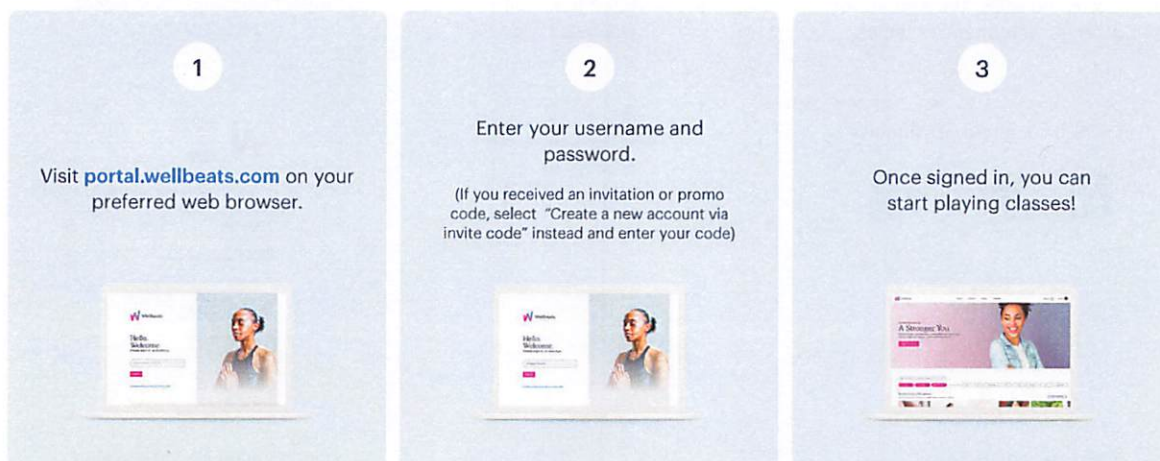 1
Visit portal.wellbeats.com on your
preferred web browser.
Wellbeats
Hello.
Welcome.
2
Enter your username and
password.
(If you received an invitation or promo
code, select "Create a new account via
invite code" instead and enter your code)
Wellbeats
Hello.
Welcome.
3
Once signed in, you can
start playing classes!
A Stronger You